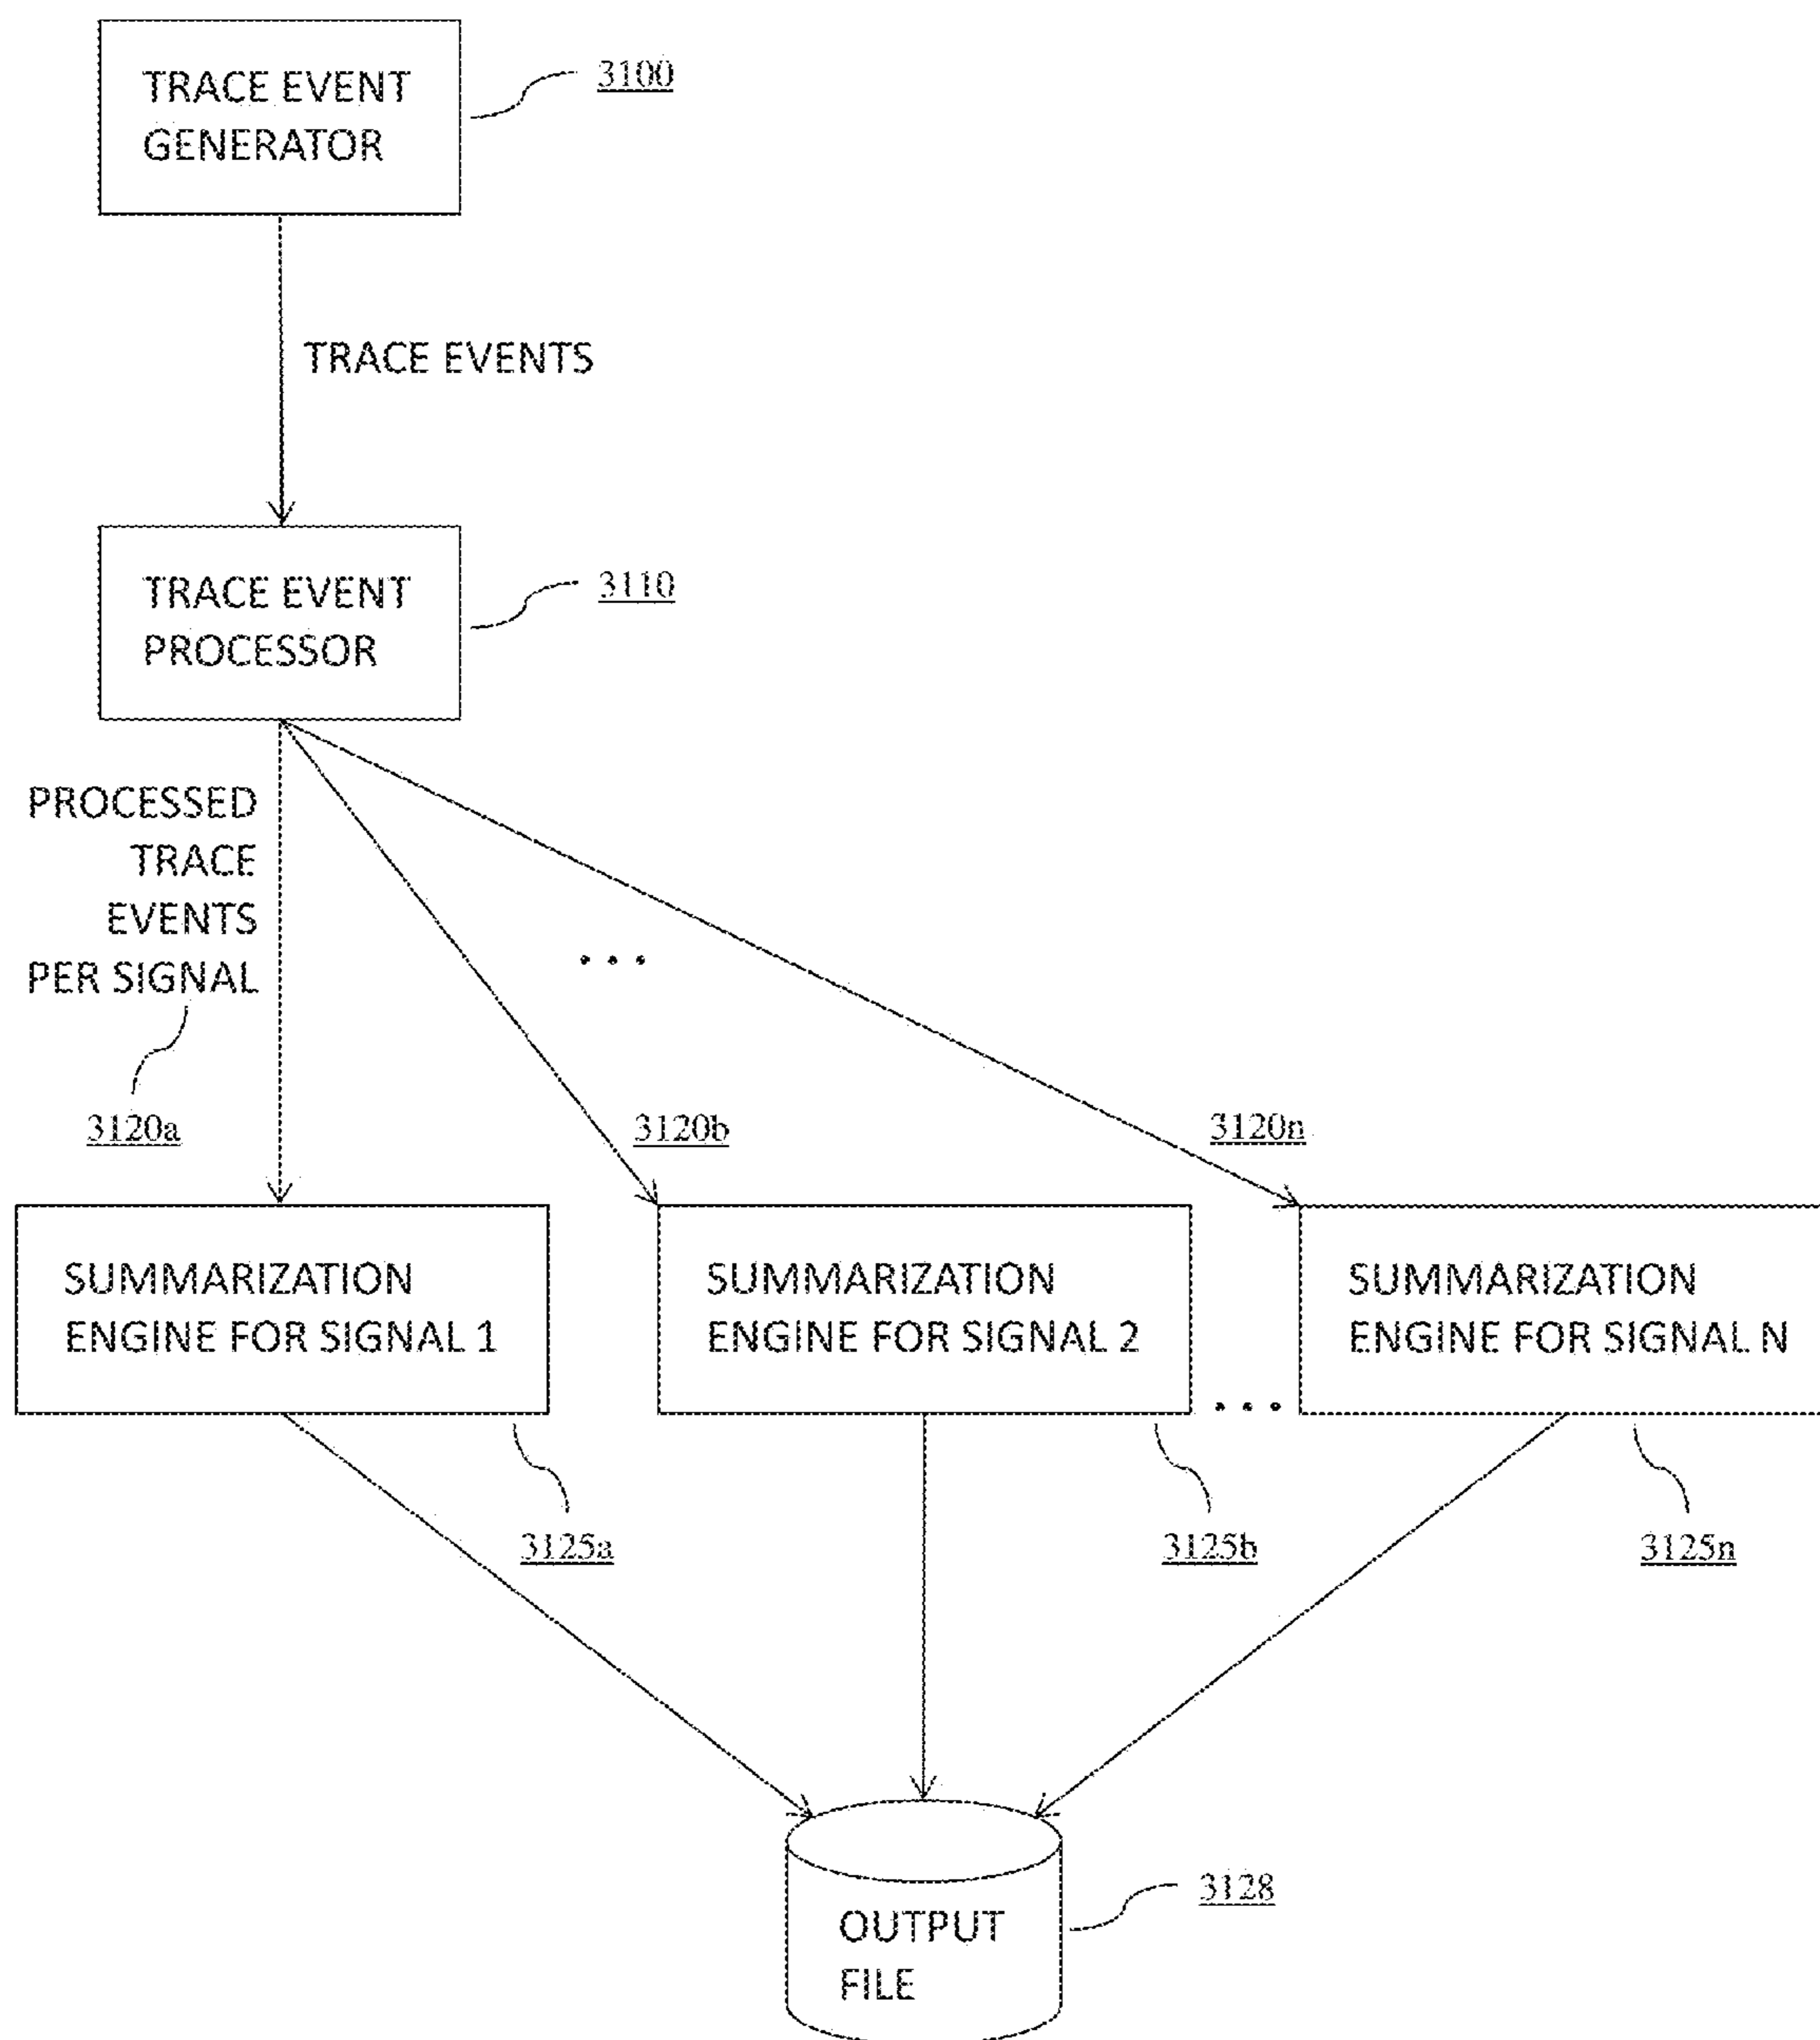 TRACE EVENT
GENERATOR
3100
TRACE EVENTS
TRACE EVENT
PROCESSOR
3110
PROCESSED
TRACE
EVENTS
PER SIGNAL
...
3120a
3120b
3120n
SUMMARIZATION
ENGINE FOR SIGNAL 1
SUMMARIZATION
ENGINE FOR SIGNAL 2
...
SUMMARIZATION
ENGINE FOR SIGNAL N
3125a
3125b
3125n
OUTPUT
FILE
3128